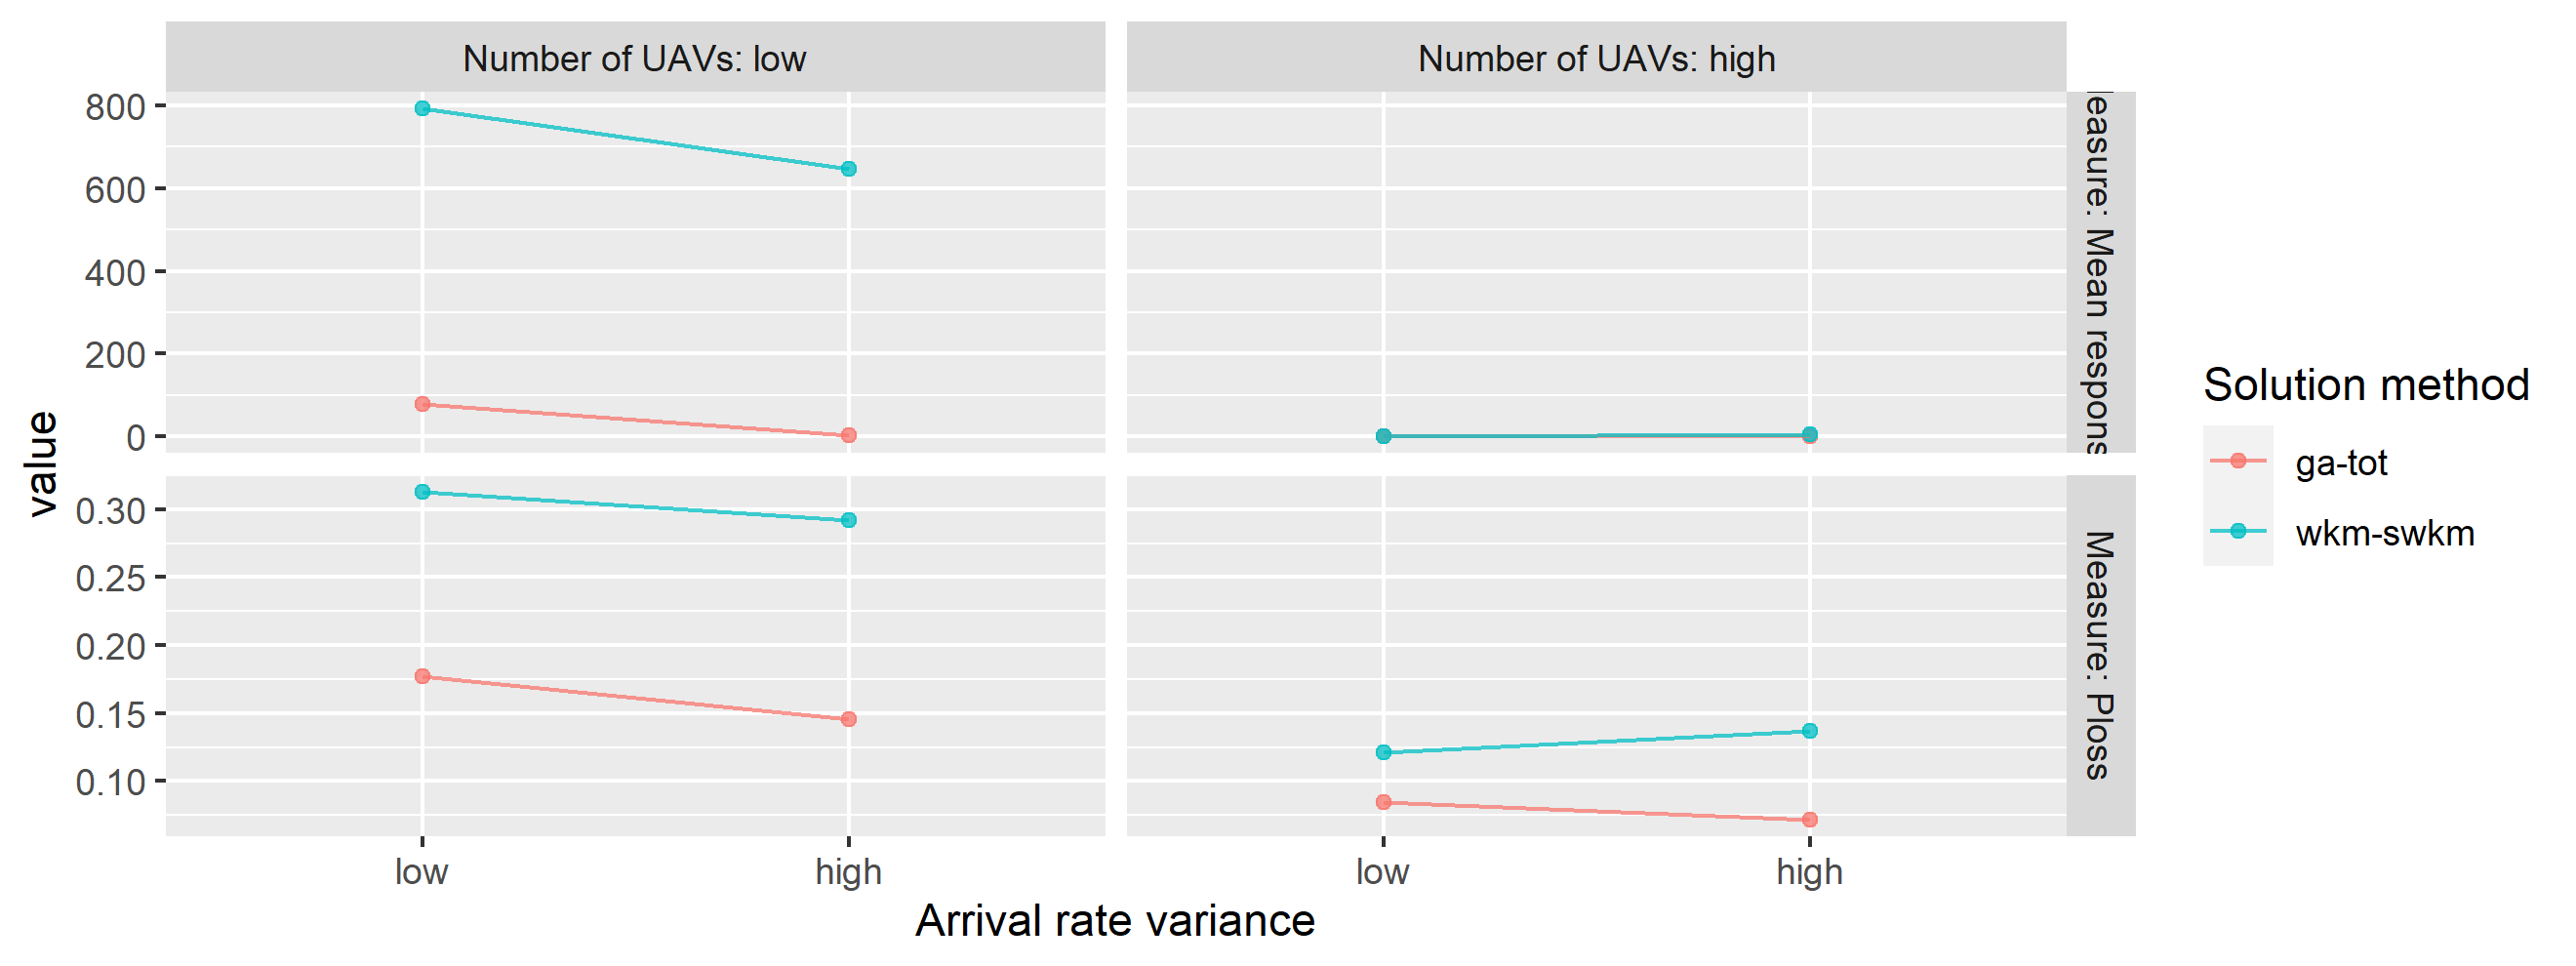 Number of UAVs: low
Number of UAVs: high
easure: Mean respons
Measure: Ploss
value
800
600
400
200
0
0.30
0.25
0.20
0.15
0.10
low
high
low
high
Arrival rate variance
Solution method
ga-tot
wkm-swkm